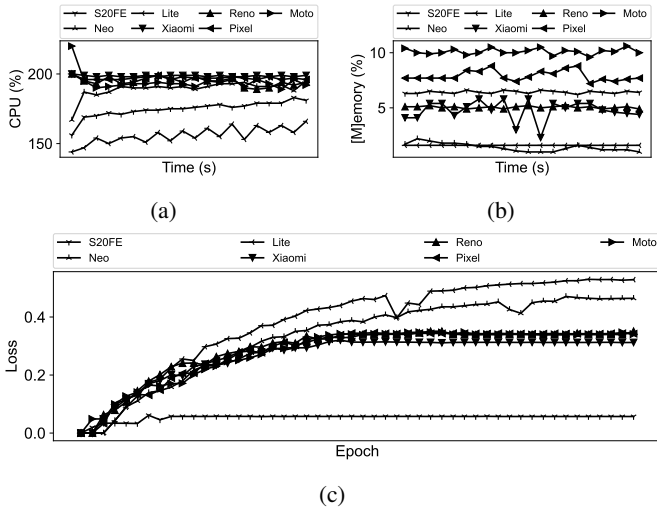 S20FE Lite Reno Moto
Neo Xiaomi Pixel
CPU (%)
200
150
Time (s)
(a)
S20FE Lite Reno Moto
Neo Xiaomi Pixel
[M]emory (%)
10
5
Time (s)
(b)
S20FE Lite Reno Moto
Neo Xiaomi Pixel
Loss
0.4
0.2
0.0
Epoch
(c)